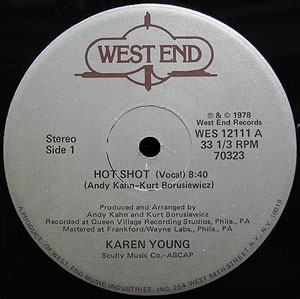 WEST END
℗ & © 1978
West End Records
WES 12111 A
33 1/3 RPM
70323
Stereo
Side 1
HOT SHOT (Vocal) 8:40
(Andy Kahn-Kurt Borusiewicz)
Produced and Arranged by
Andy Kahn and Kurt Borusiewicz
Recorded at Queen Village Recording Studios, Phila., PA
Mastered at Frankford/Wayne Labs., Phila., PA
KAREN YOUNG
Scully Music Co.-ASCAP
A PRODUCT OF WEST END MUSIC INDUSTRIES, INC. 254 WEST 54TH STREET, N.Y., N.Y. 10019